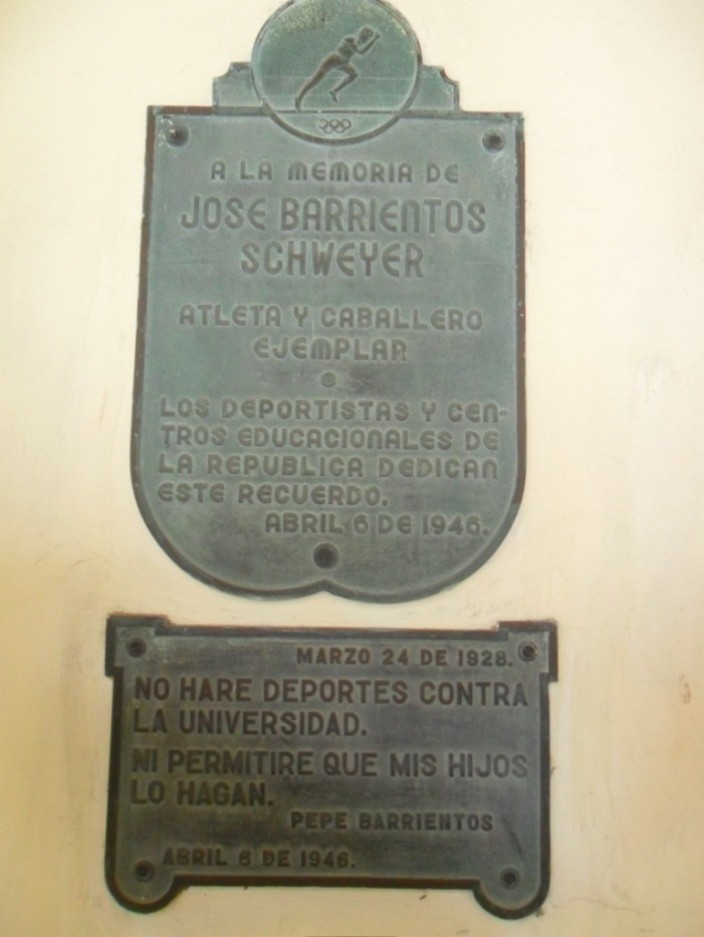 A LA MEMORIA DE
JOSE BARRIENTOS
SCHWEYER
ATLETA Y CABALLERO
EJEMPLAR
LOS DEPORTISTAS Y CEN-
TROS EDUCACIONALES DE
LA REPUBLICA DEDICAN
ESTE RECUERDO.
ABRIL 6 DE 1946.
MARZO 24 DE 1928.
NO HARE DEPORTES CONTRA
LA UNIVERSIDAD.
NI PERMITIRE QUE MIS HIJOS
LO HAGAN.
PEPE BARRIENTOS
ABRIL 6 DE 1946.